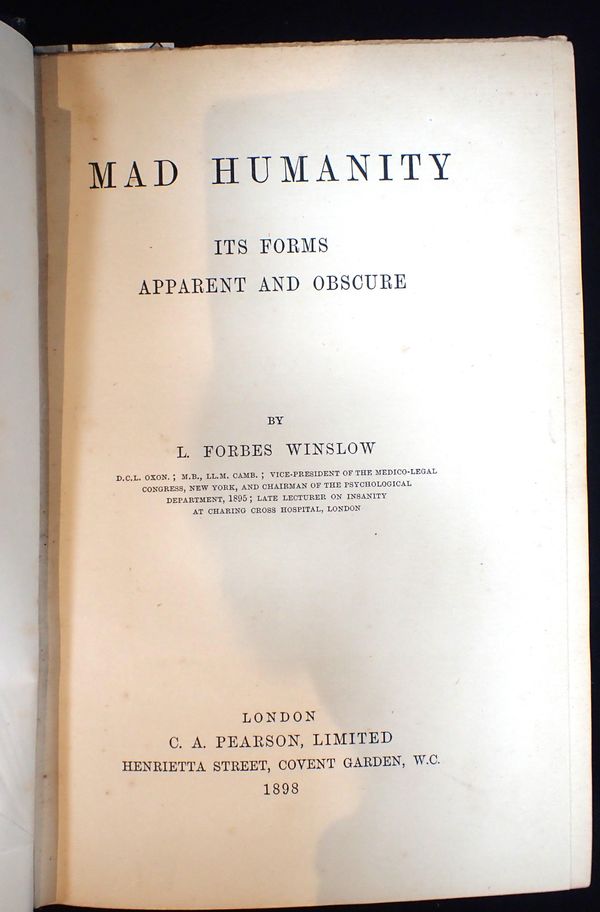 MAD HUMANITY
ITS FORMS
APPARENT AND OBSCURE
BY
L. FORBES WINSLOW
D.C.L. OXON. ; M.B., LL.M. CAMB. ; VICE-PRESIDENT OF THE MEDICO-LEGAL
CONGRESS, NEW YORK, AND CHAIRMAN OF THE PSYCHOLOGICAL
DEPARTMENT, 1895 ; LATE LECTURER ON INSANITY
AT CHARING CROSS HOSPITAL, LONDON
LONDON
C. A. PEARSON, LIMITED
HENRIETTA STREET, COVENT GARDEN, W.C.
1898